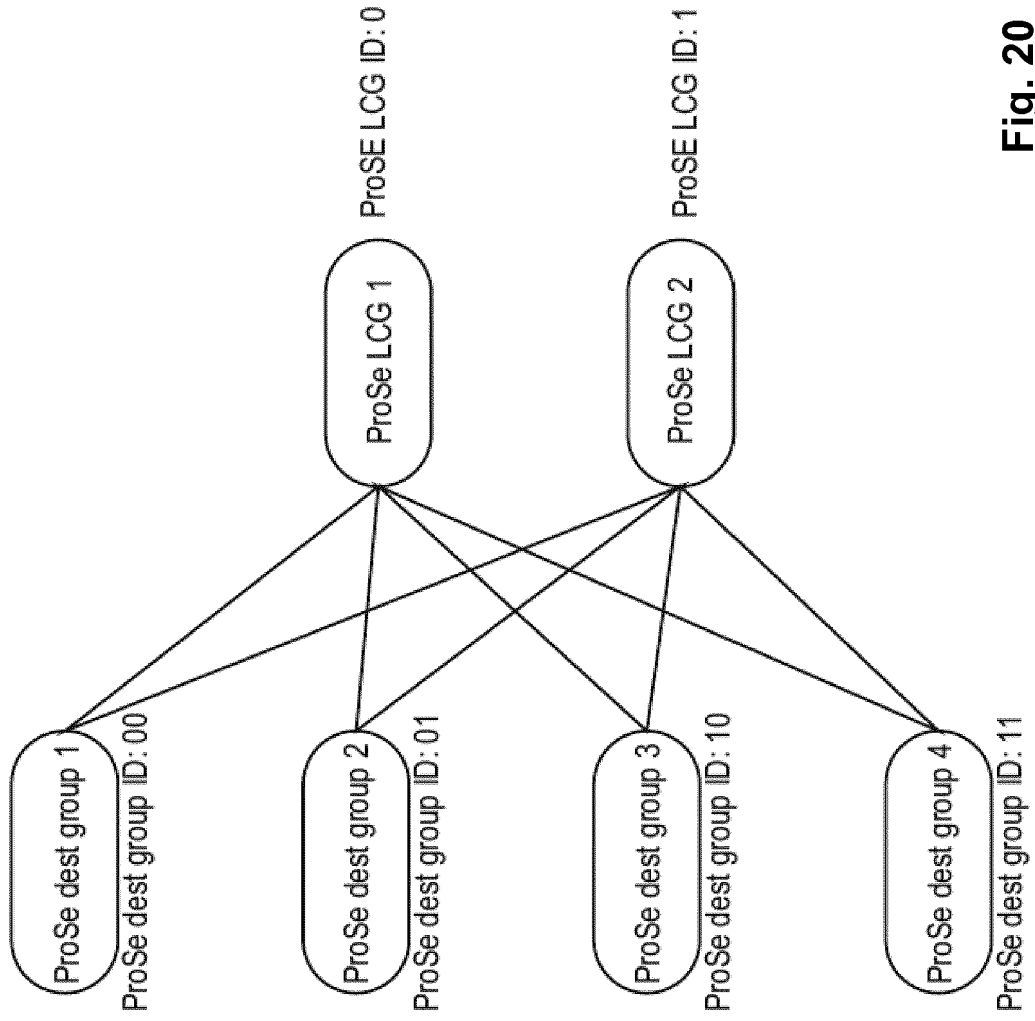 ProSe dest group 1
ProSe dest group ID: 00
ProSe dest group 2
ProSe dest group ID: 01
ProSe dest group 3
ProSe dest group ID: 10
ProSe dest group 4
ProSe dest group ID: 11
ProSe LCG 1
ProSE LCG ID: 0
ProSe LCG 2
ProSE LCG ID: 1
Fig. 20